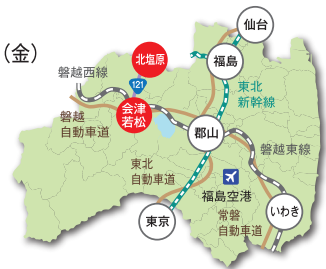 (金)
仙台
北塩原
福島
磐越西線
121
東北
新幹線
会津
若松
磐越
自動車道
郡山
磐越東線
東北
自動車道
福島空港
いわき
東京
常磐
自動車道